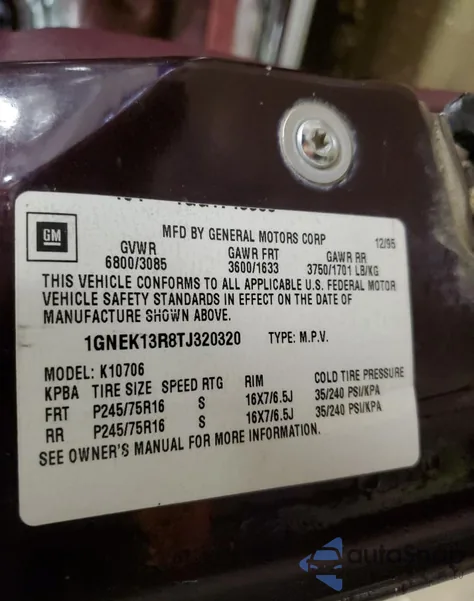 GM
MFD BY GENERAL MOTORS CORP 12/95
GVWR GAWR FRT GAWR RR
6800/3085 3600/1633 3750/1701 LB/KG
THIS VEHICLE CONFORMS TO ALL APPLICABLE U.S. FEDERAL MOTOR
VEHICLE SAFETY STANDARDS IN EFFECT ON THE DATE OF
MANUFACTURE SHOWN ABOVE.
1GNEK13R8TJ320320 TYPE: M.P.V.
MODEL: K10706
KPBA TIRE SIZE SPEED RTG RIM COLD TIRE PRESSURE
FRT P245/75R16 S 16X7/6.5J 35/240 PSI/KPA
RR P245/75R16 S 16X7/6.5J 35/240 PSI/KPA
SEE OWNER'S MANUAL FOR MORE INFORMATION.